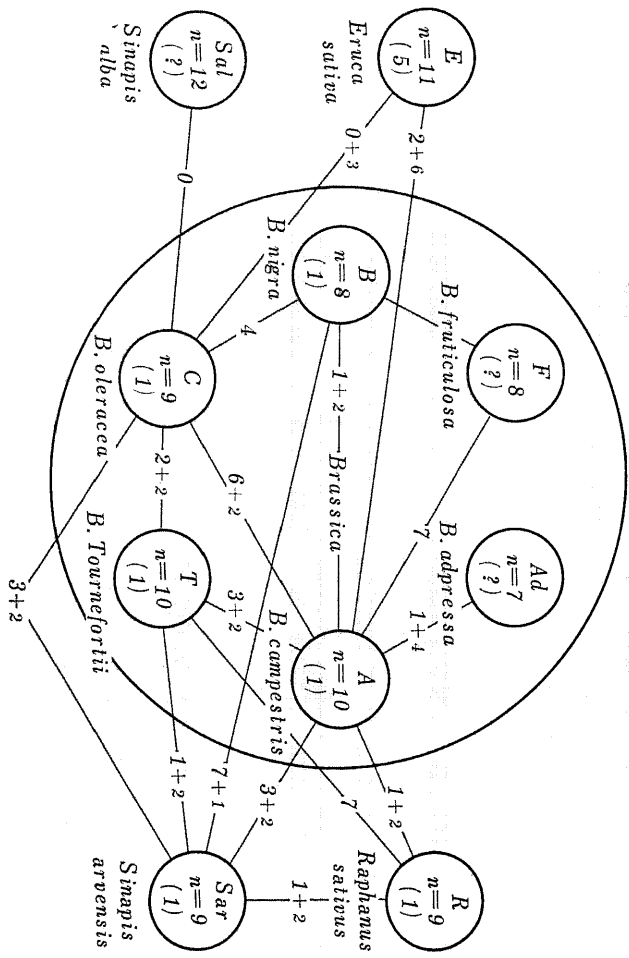 F
n=8
(?)
B. fruticulosa
Ad
n=7
(?)
B. adpressa
E
n=11
(5)
Eruca
sativa
R
n=9
(1)
Raphanus
sativus
2+6
7
1+4
1+2
0+3
B
n=8
(1)
B. nigra
1+2
Brassica
A
n=10
(1)
B. campestris
7
1+2
4
6+2
3+2
3+2
7+1
Sal
n=12
(?)
Sinapis
alba
0
C
n=9
(1)
B. oleracea
2+2
T
n=10
(1)
B. Tournefortii
1+2
Sar
n=9
(1)
Sinapis
arvensis
3+2